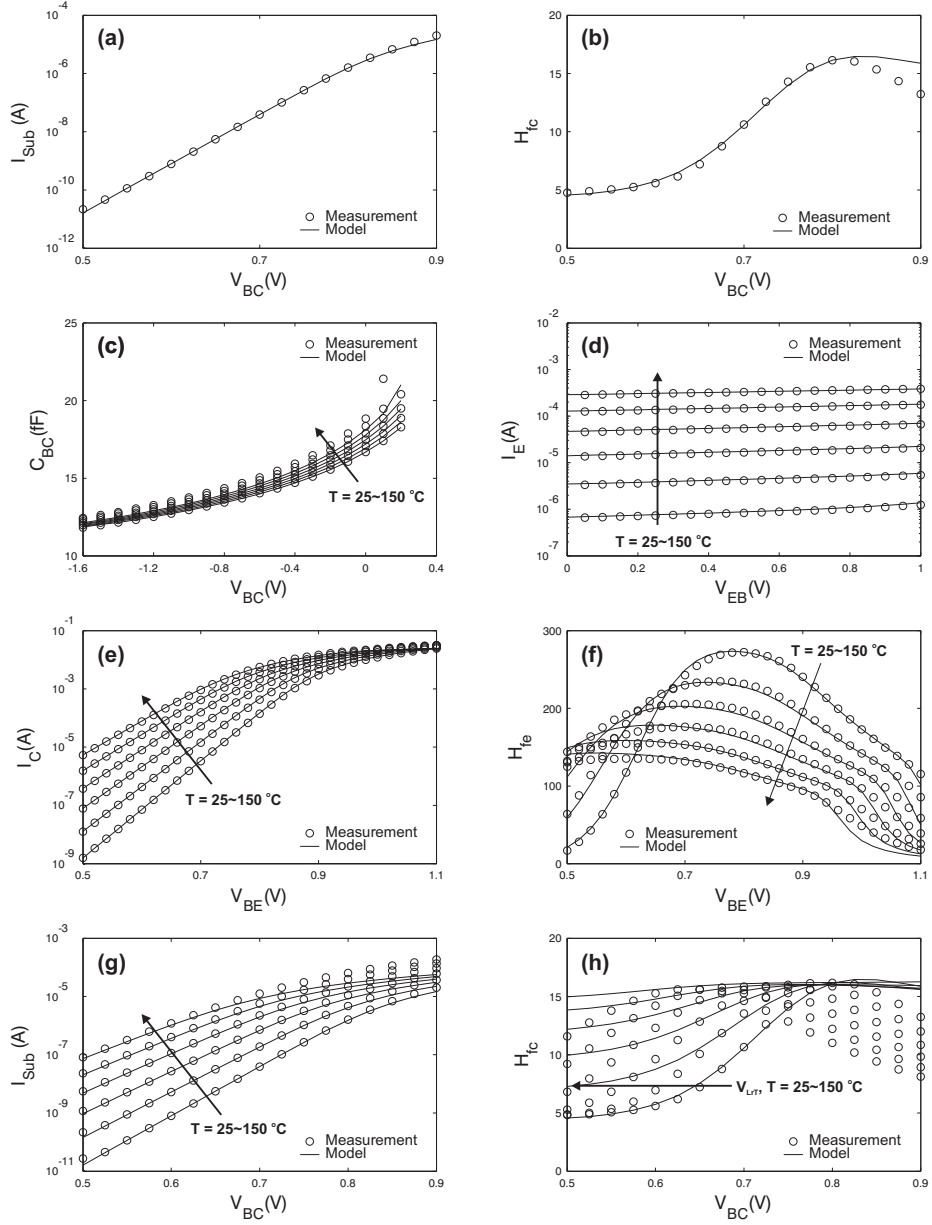 (a)
10^-4
10^-6
10^-8
10^-10
10^-12
I_Sub(A)
0.5 0.7 0.9
V_BC(V)
Measurement
Model
(b)
20
15
10
5
0
H_fc
0.5 0.7 0.9
V_BC(V)
Measurement
Model
(c)
25
20
15
13
10
C_BC(fF)
-1.6 -1.2 -0.8 -0.4 0 0.4
V_BC(V)
Measurement
Model
T = 25~150 °C
(d)
10^-2
10^-3
10^-4
10^-5
10^-6
10^-7
I_E(A)
0 0.2 0.4 0.6 0.8 1
V_EB(V)
Measurement
Model
T = 25~150 °C
(e)
10^-1
10^-3
10^-5
10^-7
10^-9
I_C(A)
0.5 0.7 0.9 1.1
V_BE(V)
T = 25~150 °C
Measurement
Model
(f)
300
200
100
0
H_fe
0.5 0.7 0.9 1.1
V_BE(V)
T = 25~150 °C
Measurement
Model
(g)
10^-3
10^-5
10^-7
10^-9
10^-11
I_Sub(A)
0.5 0.6 0.7 0.8 0.9
V_BC(V)
T = 25~150 °C
Measurement
Model
(h)
20
15
10
5
0
H_fc
0.5 0.6 0.7 0.8 0.9
V_BC(V)
V_LrT, T = 25~150 °C
Measurement
Model